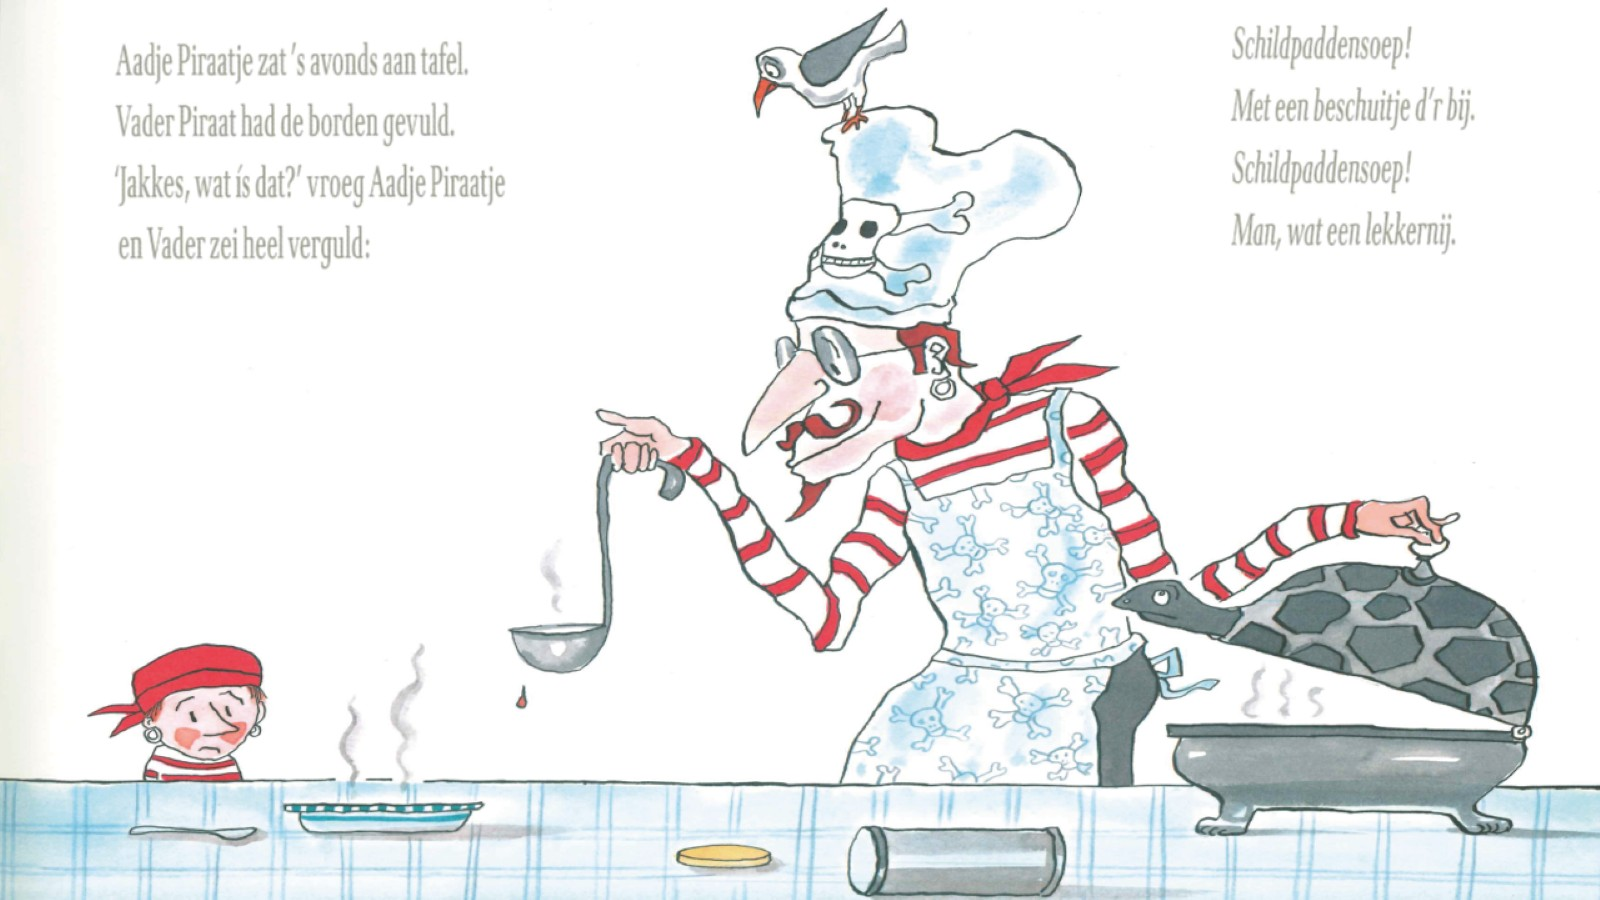 Aadje Piraatje zat 's avonds aan tafel.
Vader Piraat had de borden gevuld.
'Jakkes, wat ís dat?' vroeg Aadje Piraatje
en Vader zei heel verguld:
Schildpaddensoep!
Met een beschuitje d'r bij.
Schildpaddensoep!
Man, wat een lekkernij.